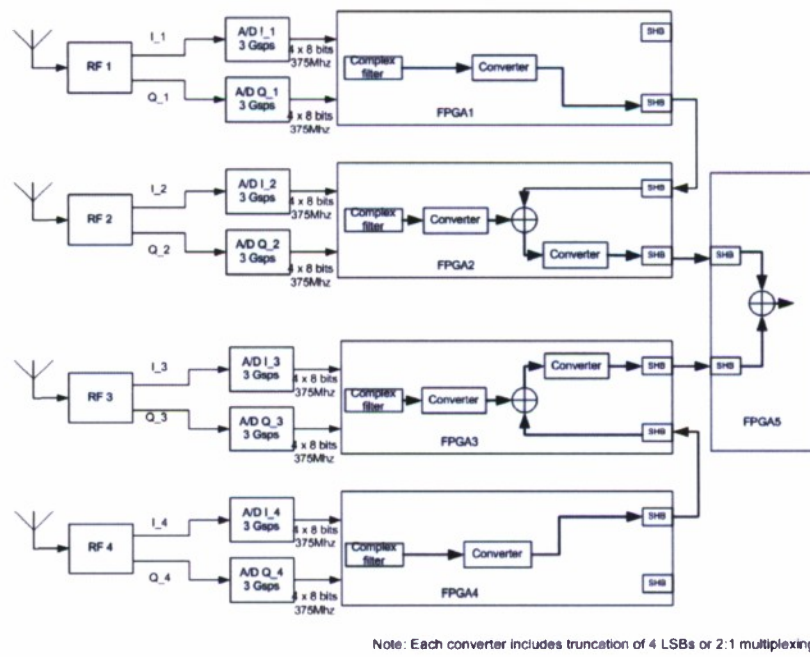 I_1
A/D I_1
3 Gsps
4 x 8 bits
375Mhz
RF 1
Q_1
A/D Q_1
3 Gsps
4 x 8 bits
375Mhz
Complex
filter
Converter
SHB
SHB
FPGA1
I_2
A/D I_2
3 Gsps
4 x 8 bits
375Mhz
RF 2
Q_2
A/D Q_2
3 Gsps
4 x 8 bits
375Mhz
Complex
filter
Converter
Converter
SHB
SHB
FPGA2
SHB
SHB
FPGA5
I_3
A/D I_3
3 Gsps
4 x 8 bits
375Mhz
RF 3
Q_3
A/D Q_3
3 Gsps
4 x 8 bits
375Mhz
Complex
filter
Converter
Converter
SHB
SHB
FPGA3
I_4
A/D I_4
3 Gsps
4 x 8 bits
375Mhz
RF 4
Q_4
A/D Q_4
3 Gsps
4 x 8 bits
375Mhz
Complex
filter
Converter
SHB
SHB
FPGA4
Note: Each converter includes truncation of 4 LSBs or 2:1 multiplexing